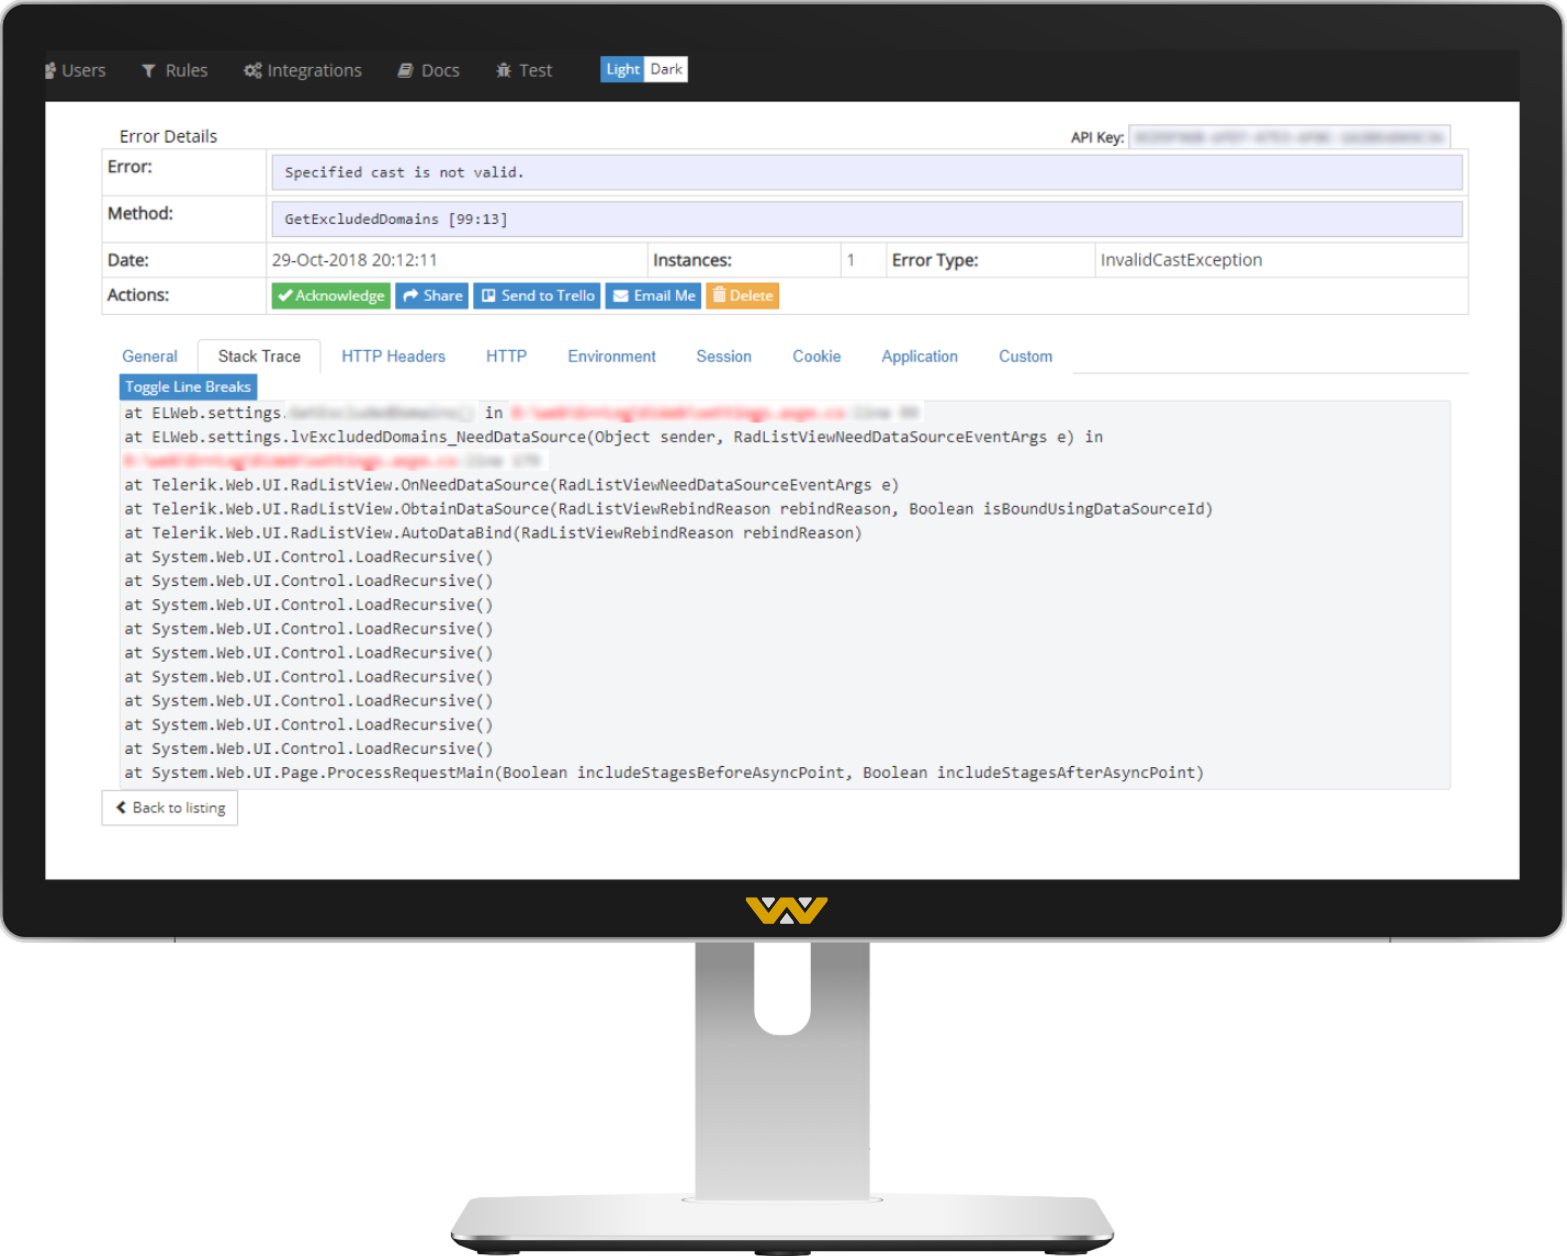 Users Rules Integrations Docs Test Light Dark
Error Details API Key:
Error: Specified cast is not valid.
Method: GetExcludedDomains [99:13]
Date: 29-Oct-2018 20:12:11 Instances: 1 Error Type: InvalidCastException
Actions: Acknowledge Share Send to Trello Email Me Delete
General Stack Trace HTTP Headers HTTP Environment Session Cookie Application Custom
Toggle Line Breaks
at ELWeb.settings. in
at ELWeb.settings.lvExcludedDomains_NeedDataSource(Object sender, RadListViewNeedDataSourceEventArgs e) in
at Telerik.Web.UI.RadListView.OnNeedDataSource(RadListViewNeedDataSourceEventArgs e)
at Telerik.Web.UI.RadListView.ObtainDataSource(RadListViewRebindReason rebindReason, Boolean isBoundUsingDataSourceId)
at Telerik.Web.UI.RadListView.AutoDataBind(RadListViewRebindReason rebindReason)
at System.Web.UI.Control.LoadRecursive()
at System.Web.UI.Control.LoadRecursive()
at System.Web.UI.Control.LoadRecursive()
at System.Web.UI.Control.LoadRecursive()
at System.Web.UI.Control.LoadRecursive()
at System.Web.UI.Control.LoadRecursive()
at System.Web.UI.Control.LoadRecursive()
at System.Web.UI.Control.LoadRecursive()
at System.Web.UI.Control.LoadRecursive()
at System.Web.UI.Page.ProcessRequestMain(Boolean includeStagesBeforeAsyncPoint, Boolean includeStagesAfterAsyncPoint)
Back to listing